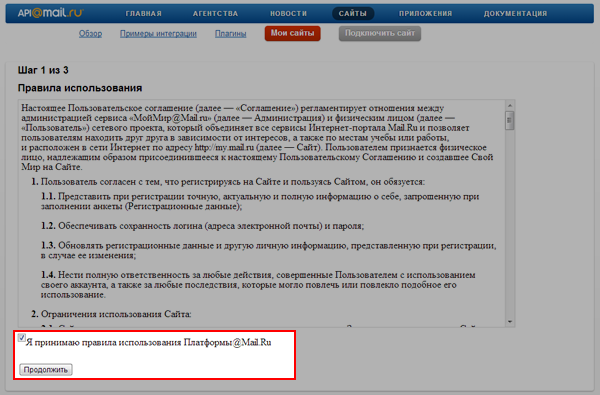 API@mail.ru ГЛАВНАЯ АГЕНТСТВА НОВОСТИ САЙТЫ ПРИЛОЖЕНИЯ ДОКУМЕНТАЦИЯ
Обзор Примеры интеграции Плагины Мои сайты Подключить сайт
Шаг 1 из 3
Правила использования
Настоящее Пользовательское соглашение (далее — «Соглашение») регламентирует отношения между
администрацией сервиса «МойМир@Mail.ru» (далее — Администрация) и физическим лицом (далее —
«Пользователь») сетевого проекта, который объединяет все сервисы Интернет-портала Mail.Ru и позволяет
пользователям находить друг друга в зависимости от интересов, а также по местам учебы или работы,
и расположен в сети Интернет по адресу http://my.mail.ru (далее — Сайт). Пользователем признается физическое
лицо, надлежащим образом присоединившееся к настоящему Пользовательскому Соглашению и создавшее Свой
Мир на Сайте.
1. Пользователь согласен с тем, что регистрируясь на Сайте и пользуясь Сайтом, он обязуется:
1.1. Представить при регистрации точную, актуальную и полную информацию о себе, запрошенную при
заполнении анкеты (Регистрационные данные);
1.2. Обеспечивать сохранность логина (адреса электронной почты) и пароля;
1.3. Обновлять регистрационные данные и другую личную информацию, представленную при регистрации,
в случае ее изменения;
1.4. Нести полную ответственность за любые действия, совершенные Пользователем с использованием
своего аккаунта, а также за любые последствия, которые могло повлечь или повлекло подобное его
использование.
2. Ограничения использования Сайта:
Я принимаю правила использования Платформы@Mail.Ru
Продолжить